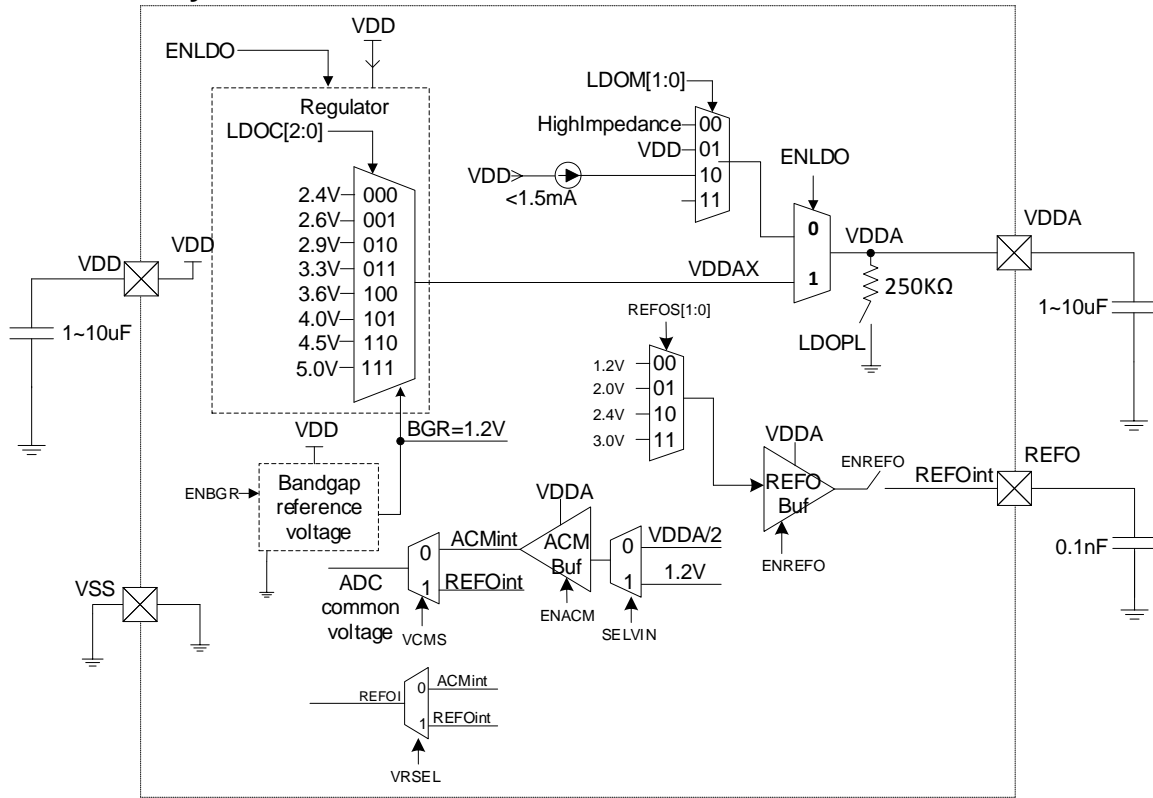 VDD
ENLDO
Regulator
LDOC[2:0]
2.4V 000
2.6V 001
2.9V 010
3.3V 011
3.6V 100
4.0V 101
4.5V 110
5.0V 111
LDOM[1:0]
HighImpedance 00
VDD 01
VDD 10
<1.5mA
11
ENLDO
0
1
VDDA
VDDA
VDDAX
250KΩ
LDOPL
1~10uF
VDD
VDD
1~10uF
BGR=1.2V
VDD
ENBGR
Bandgap
reference
voltage
REFOS[1:0]
1.2V 00
2.0V 01
2.4V 10
3.0V 11
VDDA
REFO
Buf
ENREFO
ENREFO
REFOint
REFO
0.1nF
VSS
VDDA
ACM
Buf
ENACM
0 VDDA/2
1 1.2V
SELVIN
0 ACMint
1 REFOint
ADC
common
voltage
VCMS
REFOI
0 ACMint
1 REFOint
VRSEL